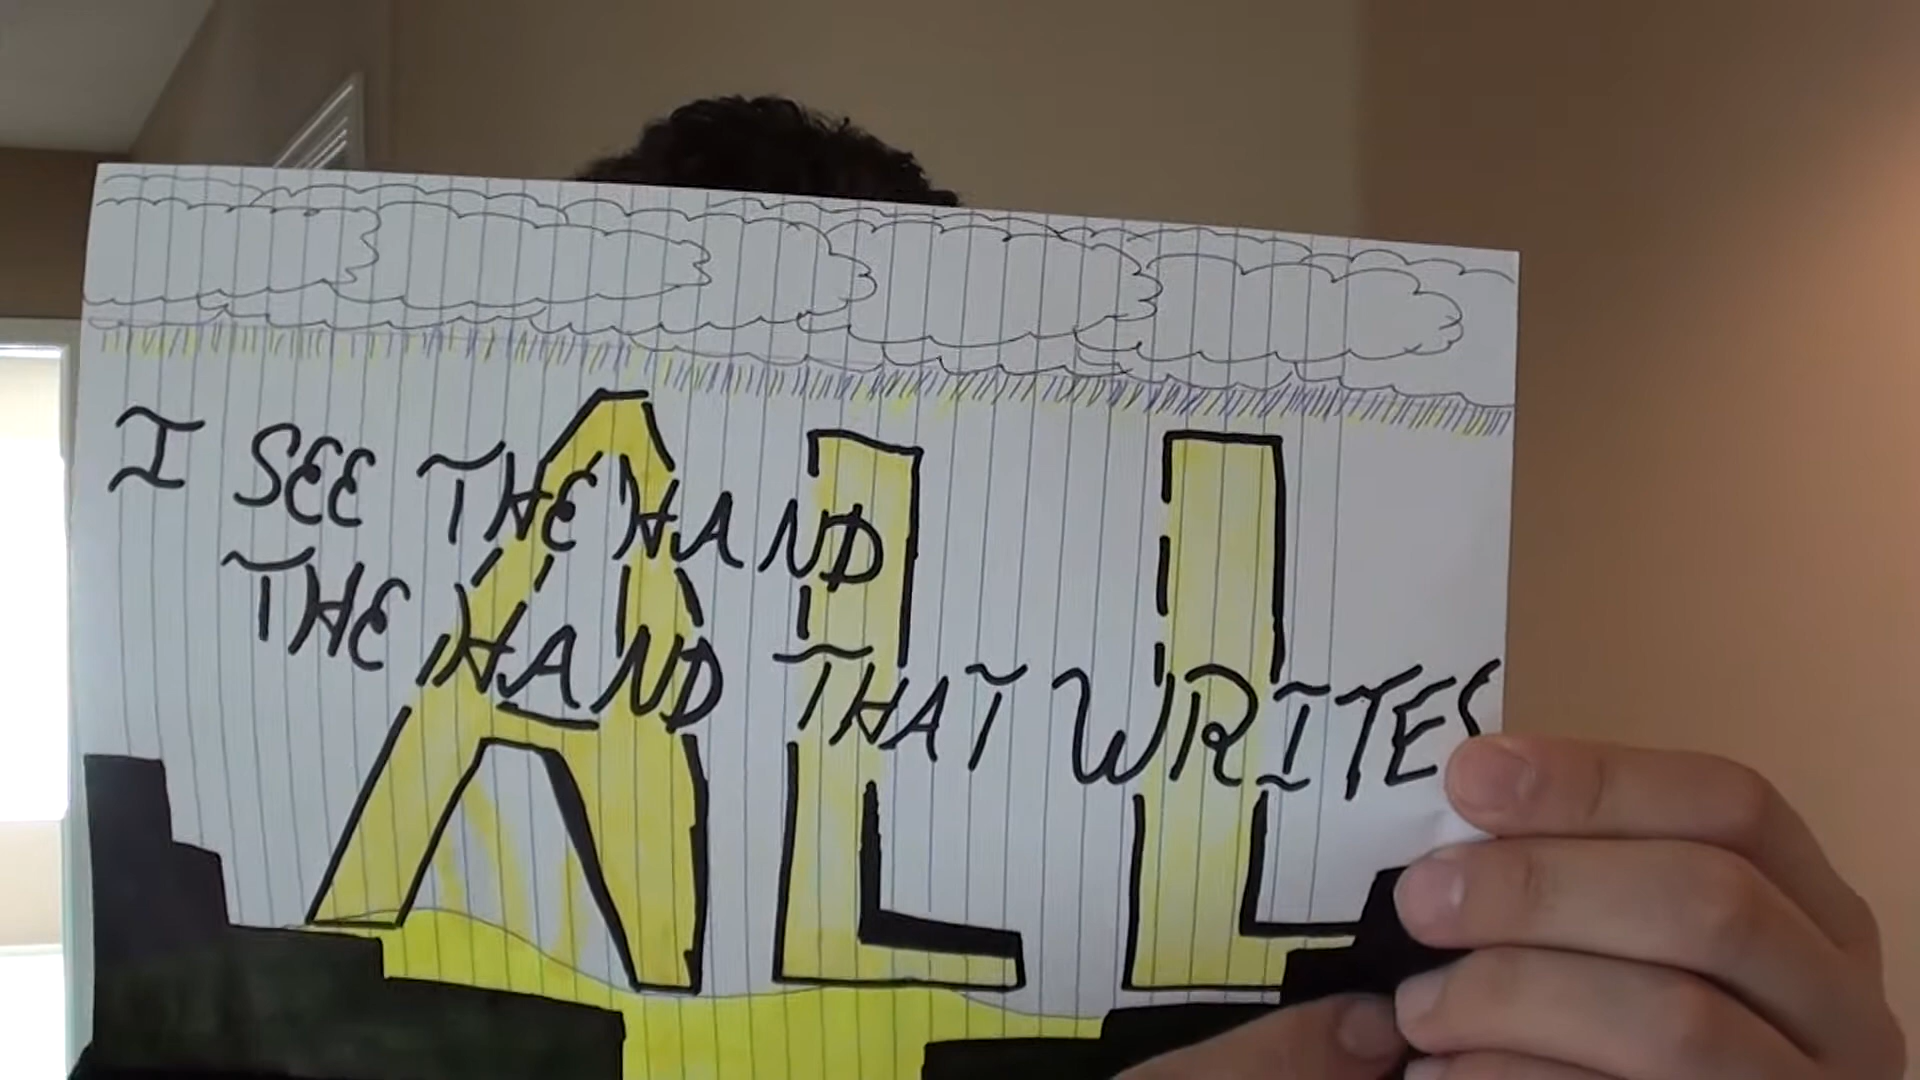 I SEE THE HAND
THE HAND THAT WRITES
ALL